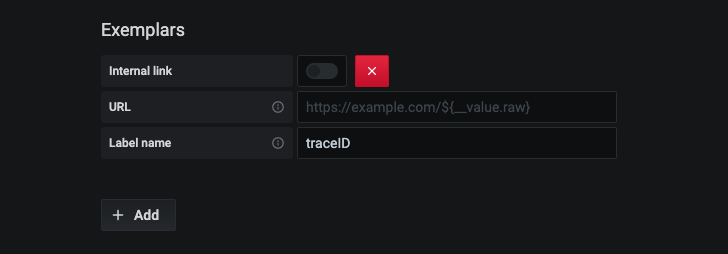 Exemplars
Internal link
URL https://example.com/${__value.raw}
Label name traceID
+ Add